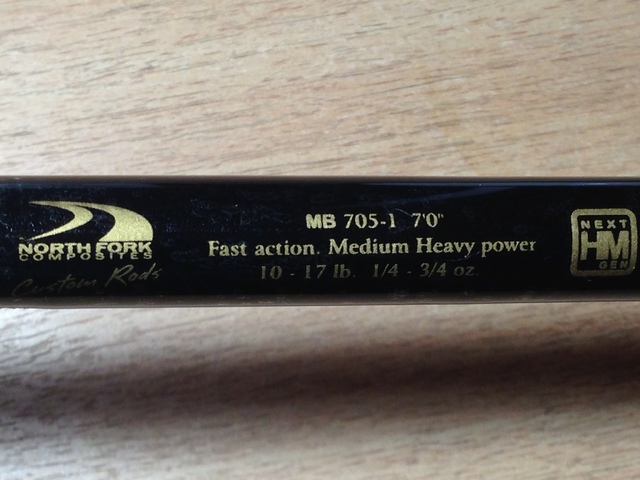 NORTH FORK
COMPOSITES
Custom Rods
MB 705-1 7'0"
Fast action. Medium Heavy power
10 - 17 lb. 1/4 - 3/4 oz.
NEXT
HM
GEN